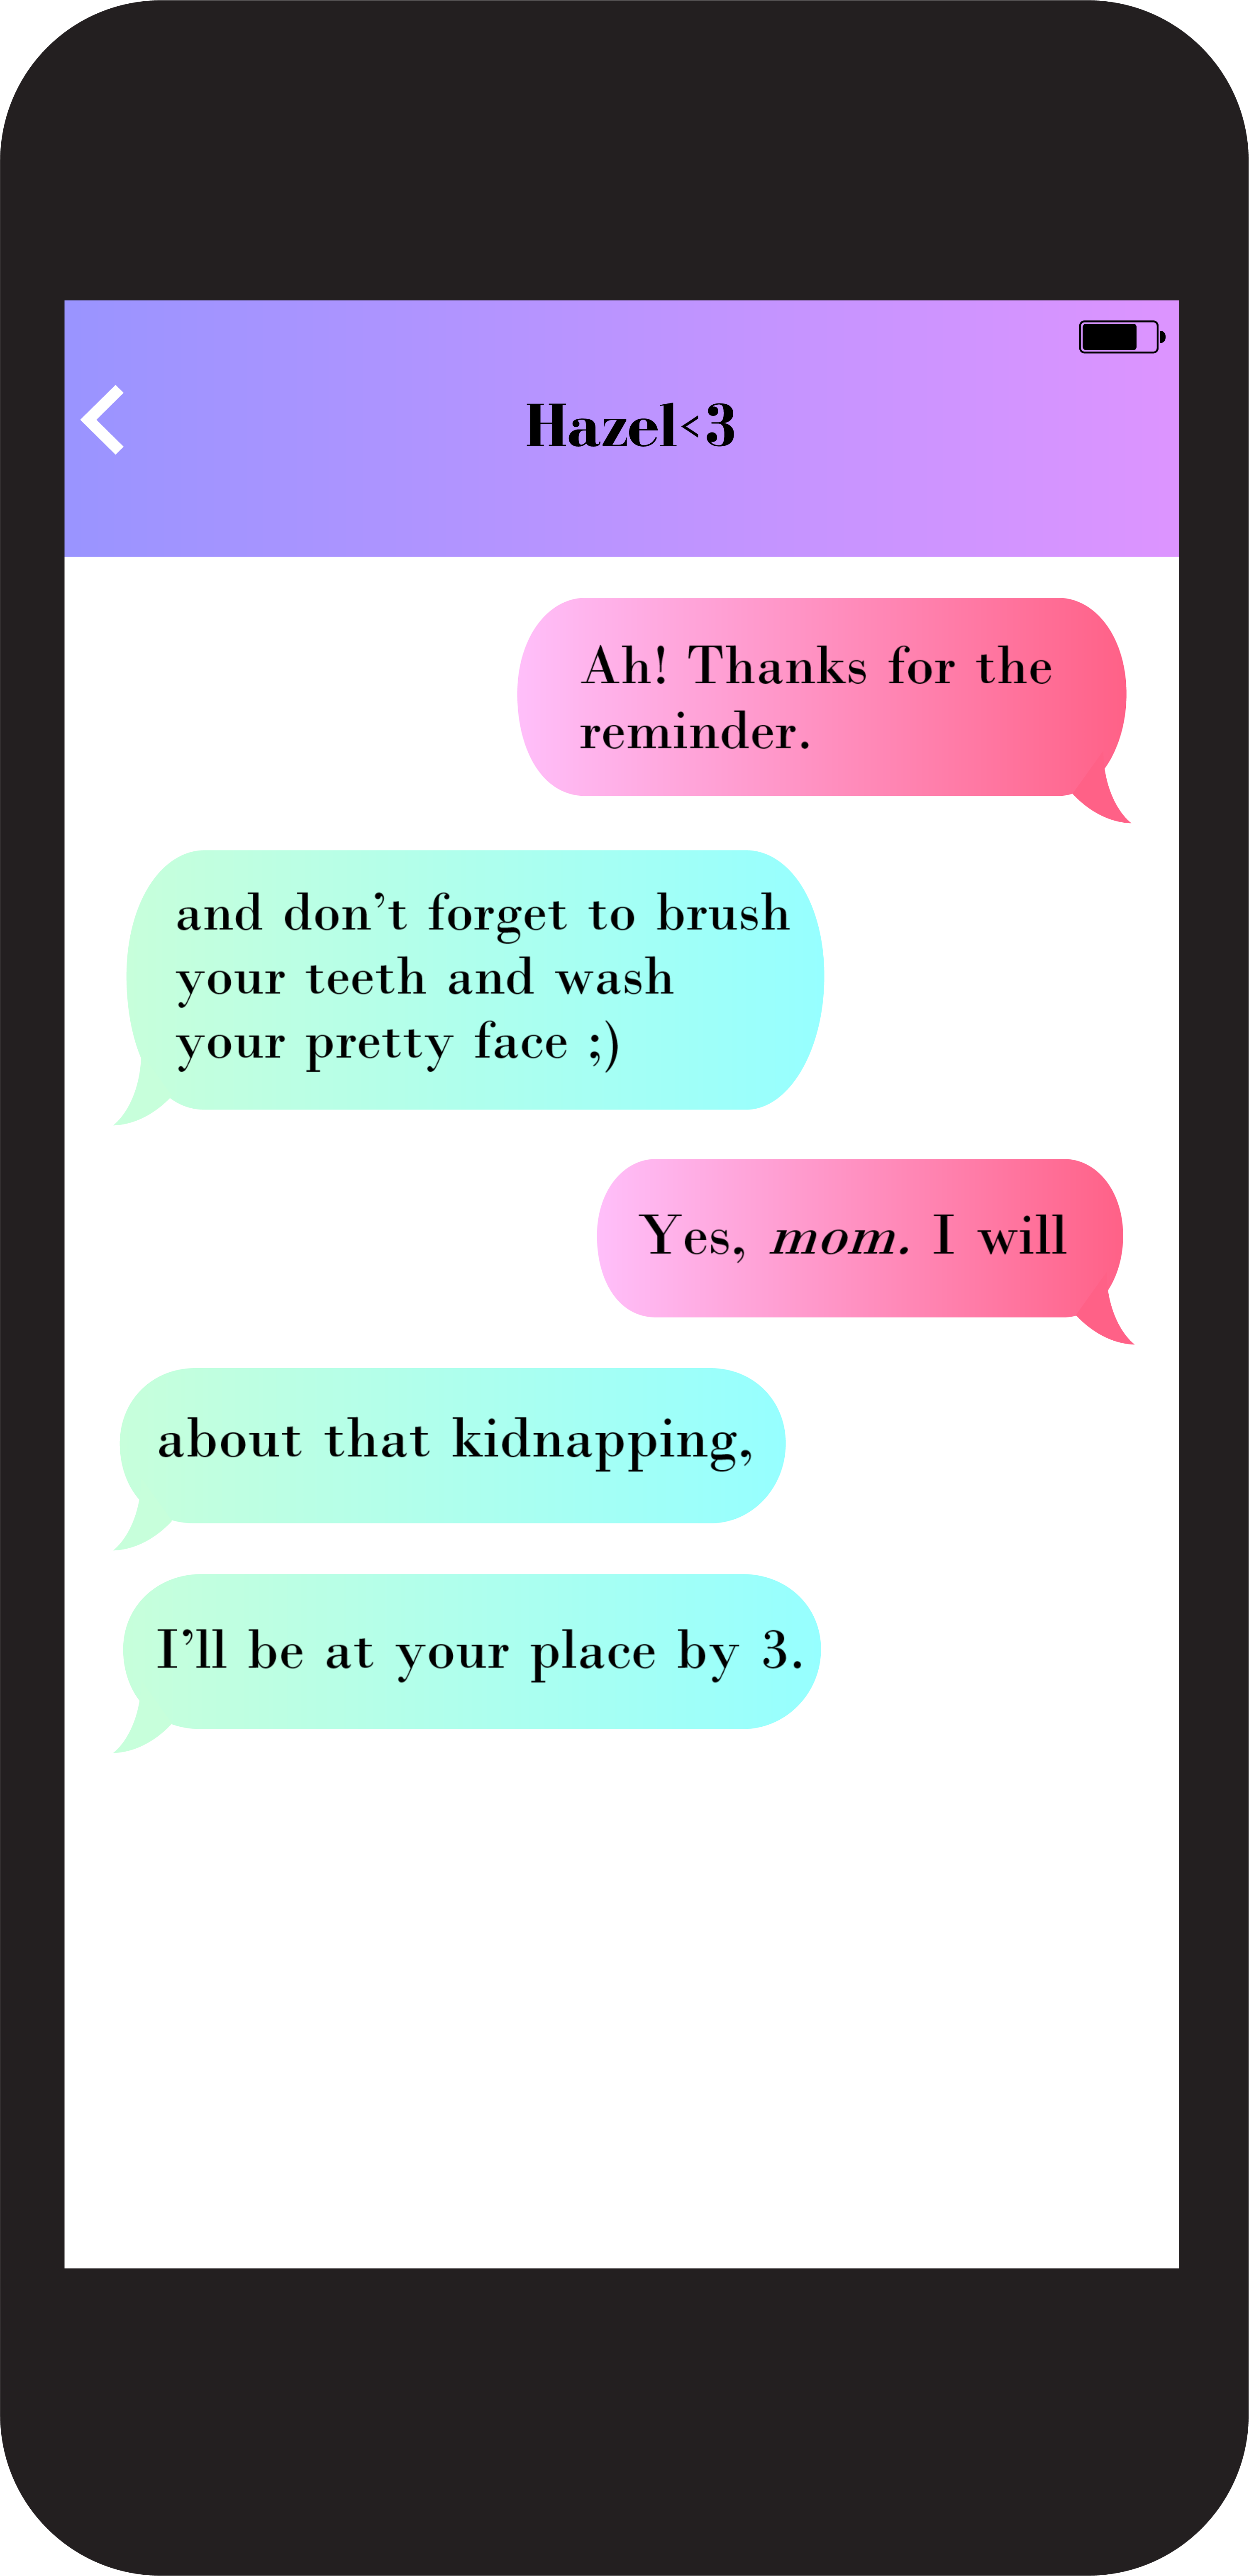 Hazel<3
Ah! Thanks for the
reminder.
and don’t forget to brush
your teeth and wash
your pretty face ;)
Yes, mom. I will
about that kidnapping,
I’ll be at your place by 3.